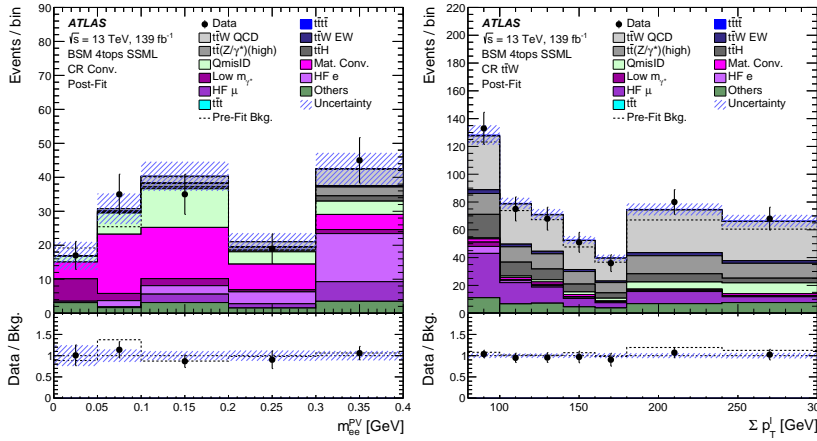 ATLAS
√s = 13 TeV, 139 fb⁻¹
BSM 4tops SSML
CR Conv.
Post-Fit
Data
tt̄W QCD
tt̄(Z/γ*)(high)
QmisID
Low m_γ*
HF μ
tt̄t
Pre-Fit Bkg.
tt̄tt̄
tt̄W EW
tt̄H
Mat. Conv.
HF e
Others
Uncertainty
Events / bin
90
80
70
60
50
40
30
20
10
0
Data / Bkg.
1.5
1
0.5
0
0 0.05 0.1 0.15 0.2 0.25 0.3 0.35 0.4
m_ee^PV [GeV]
ATLAS
√s = 13 TeV, 139 fb⁻¹
BSM 4tops SSML
CR tt̄W
Post-Fit
Data
tt̄W QCD
tt̄(Z/γ*)(high)
QmisID
Low m_γ*
HF μ
tt̄t
Pre-Fit Bkg.
tt̄tt̄
tt̄W EW
tt̄H
Mat. Conv.
HF e
Others
Uncertainty
Events / bin
220
200
180
160
140
120
100
80
60
40
20
0
Data / Bkg.
1.5
1
0.5
0
100 150 200 250 300
Σ p_T^l [GeV]